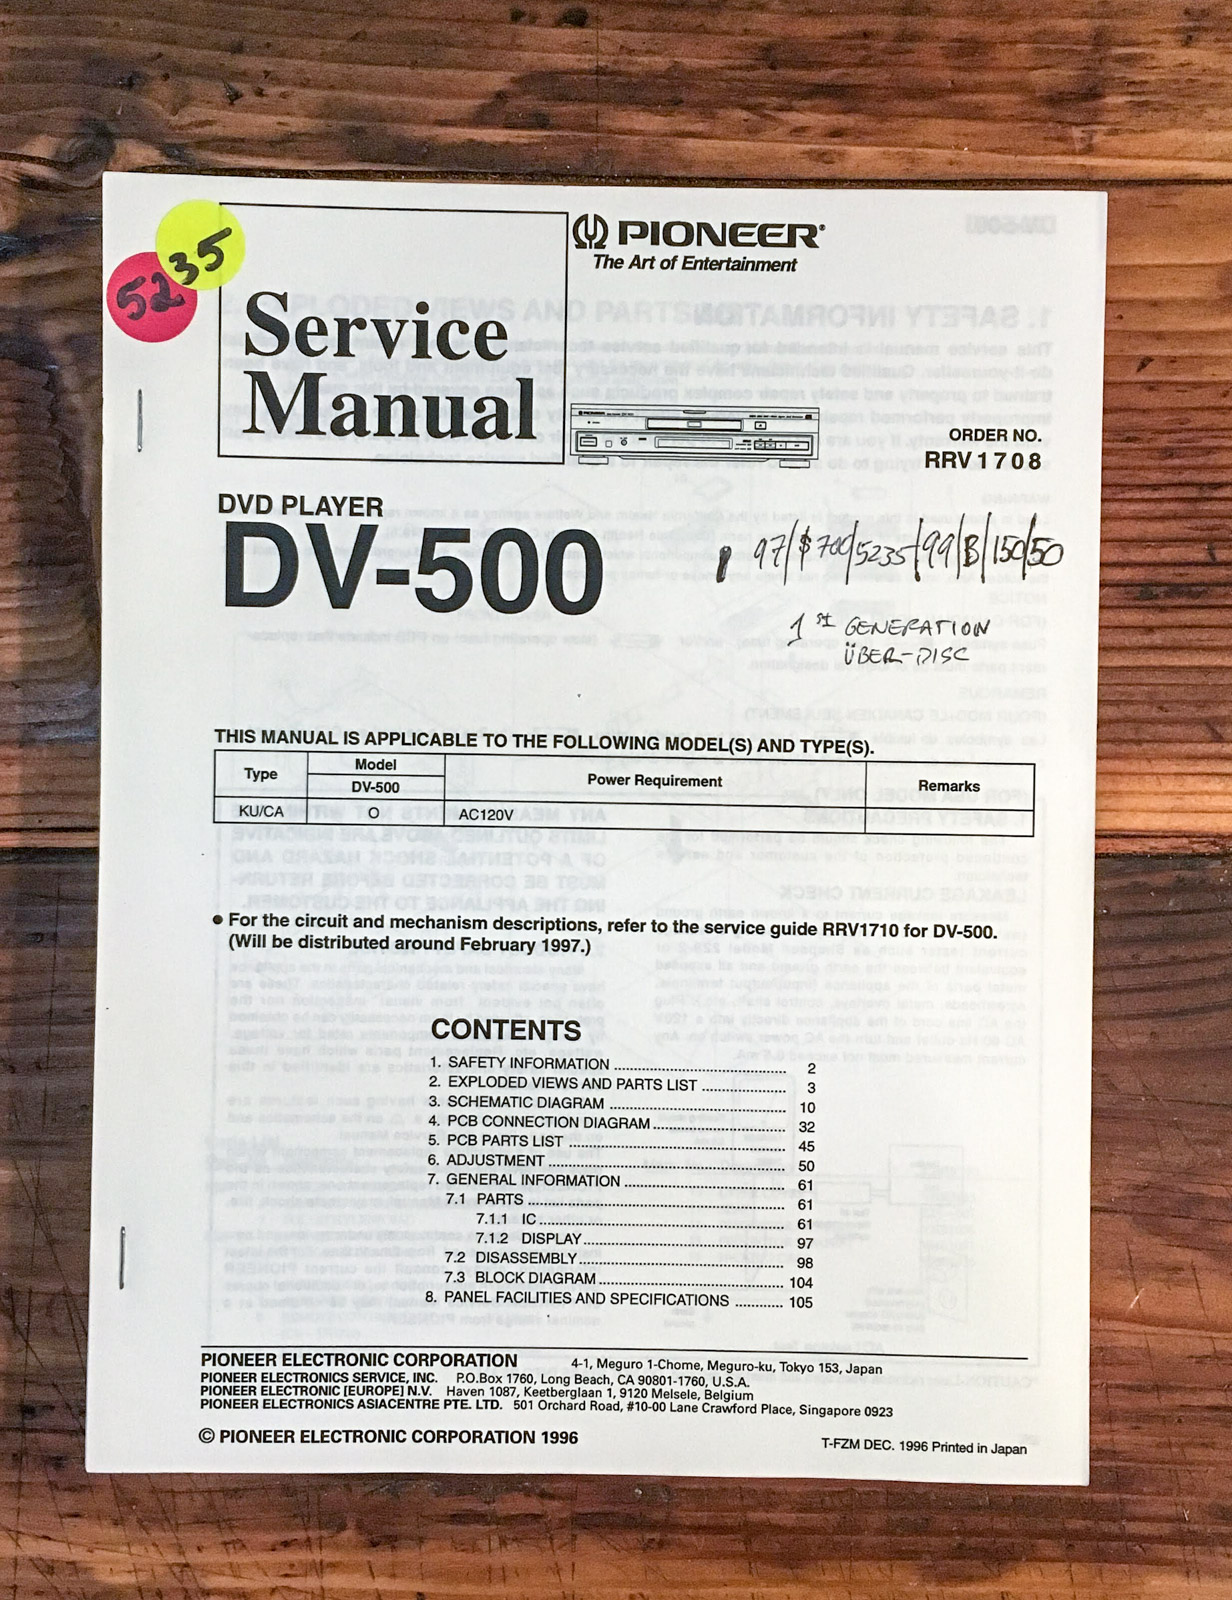 5235
Service
Manual
PIONEER®
The Art of Entertainment
ORDER NO.
RRV1708
DVD PLAYER
DV-500
97/$700/5235/99/B/150/50
1st GENERATION
ÜBER-DISC
THIS MANUAL IS APPLICABLE TO THE FOLLOWING MODEL(S) AND TYPE(S).
Type Model Power Requirement Remarks
DV-500
KU/CA O AC120V
● For the circuit and mechanism descriptions, refer to the service guide RRV1710 for DV-500.
(Will be distributed around February 1997.)
CONTENTS
1. SAFETY INFORMATION ........ 2
2. EXPLODED VIEWS AND PARTS LIST ........ 3
3. SCHEMATIC DIAGRAM ........ 10
4. PCB CONNECTION DIAGRAM ........ 32
5. PCB PARTS LIST ........ 45
6. ADJUSTMENT ........ 50
7. GENERAL INFORMATION ........ 61
7.1 PARTS ........ 61
7.1.1 IC ........ 61
7.1.2 DISPLAY ........ 97
7.2 DISASSEMBLY ........ 98
7.3 BLOCK DIAGRAM ........ 104
8. PANEL FACILITIES AND SPECIFICATIONS ........ 105
PIONEER ELECTRONIC CORPORATION 4-1, Meguro 1-Chome, Meguro-ku, Tokyo 153, Japan
PIONEER ELECTRONICS SERVICE, INC. P.O.Box 1760, Long Beach, CA 90801-1760, U.S.A.
PIONEER ELECTRONIC [EUROPE] N.V. Haven 1087, Keetberglaan 1, 9120 Melsele, Belgium
PIONEER ELECTRONICS ASIACENTRE PTE. LTD. 501 Orchard Road, #10-00 Lane Crawford Place, Singapore 0923
© PIONEER ELECTRONIC CORPORATION 1996
T-FZM DEC. 1996 Printed in Japan